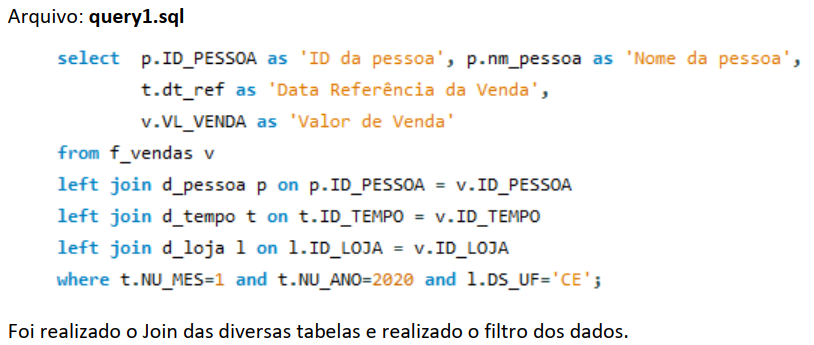 Arquivo: query1.sql
select p.ID_PESSOA as 'ID da pessoa', p.nm_pessoa as 'Nome da pessoa',
t.dt_ref as 'Data Referência da Venda',
v.VL_VENDA as 'Valor de Venda'
from f_vendas v
left join d_pessoa p on p.ID_PESSOA = v.ID_PESSOA
left join d_tempo t on t.ID_TEMPO = v.ID_TEMPO
left join d_loja l on l.ID_LOJA = v.ID_LOJA
where t.NU_MES=1 and t.NU_ANO=2020 and l.DS_UF='CE';
Foi realizado o Join das diversas tabelas e realizado o filtro dos dados.